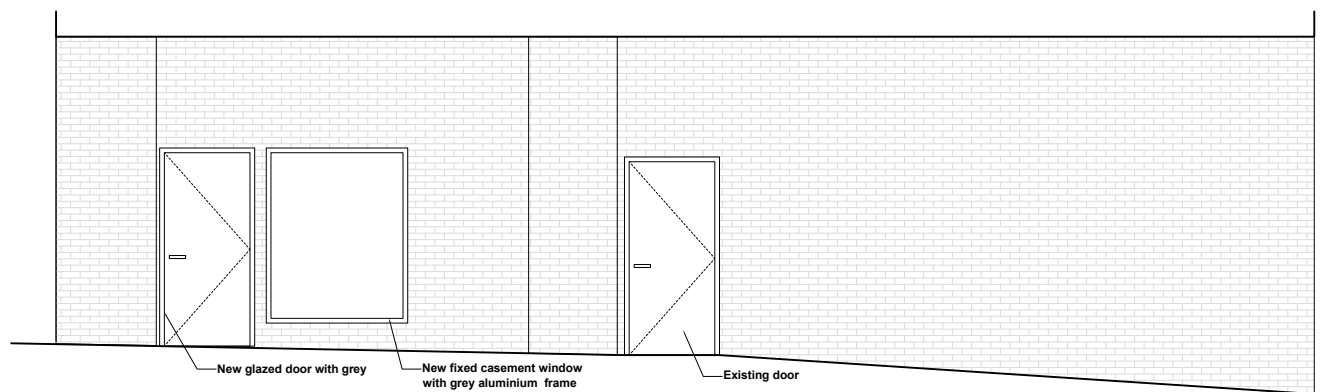 New glazed door with grey
New fixed casement window
with grey aluminium frame
Existing door